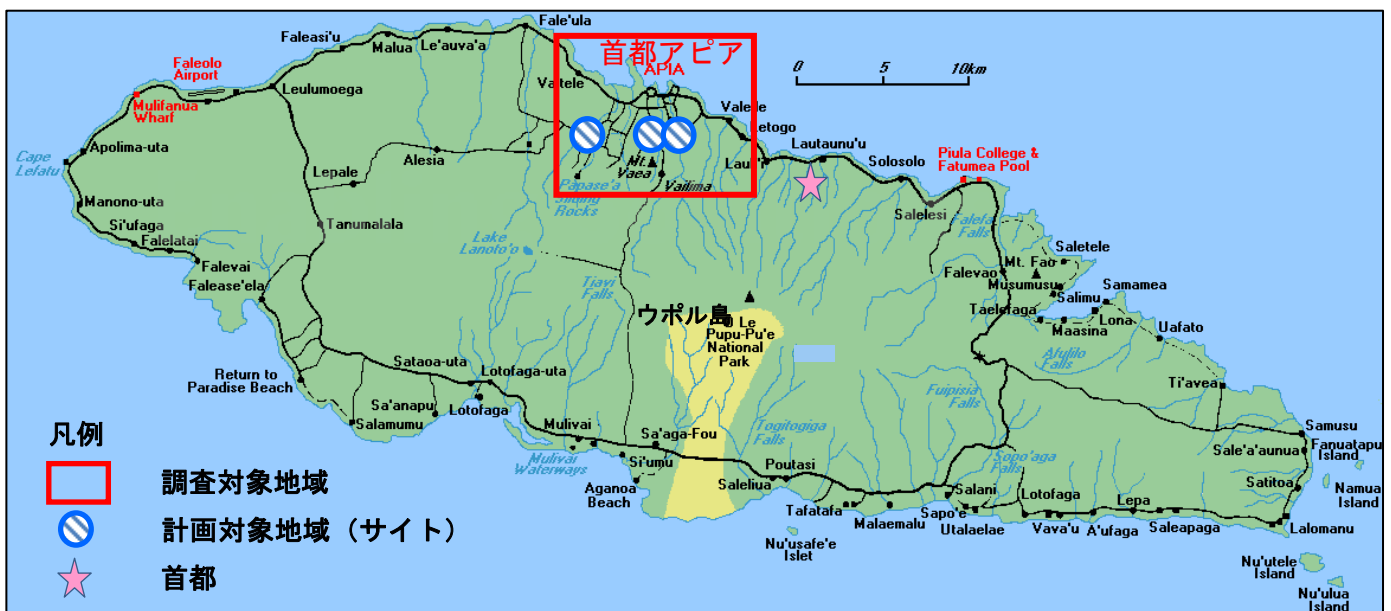 Fale'ula
Faleasi'u
Malua
Le'auva'a
首都アピア
APIA
0 5 10km
Faleolo
Airport
Vaitele
Leulumoega
Mulifanua
Wharf
Valele
Letogo
Apolima-uta
Cape
Lefatu
Alesia
Mt.
Vaea
Vailima
Lautaunu'u
Solosolo
Piula College &
Fatumea Pool
Lepale
Papase'a
Sliding
Rocks
Manono-uta
Salelesi
Falefa
Falls
Si'ufaga
Falelatai
Tanumalala
Lake
Lanoto'o
Saletele
Falevai
Falease'ela
Tiavi
Falls
Falevao
Mt. Fao
Musumusu
Salimu
Samamea
ウポル島
O Le
Pupu-Pu'e
National
Park
Taelefaga
Maasina
Lona
Uafato
Afulilo
Falls
Sataoa-uta
Return to
Paradise Beach
Lotofaga-uta
Ti'avea
Sa'anapu
Lotofaga
Fuipisia
Falls
Salamumu
Mulivai
Sa'aga-Fou
Togitogiga
Falls
Samusu
Fanuatapu
Island
凡例
Mulivai
Waterways
Si'umu
Sopo'aga
Falls
Sale'a'aunua
調査対象地域
Aganoa
Beach
Saleliua
Poutasi
Salani
Lotofaga
Lepa
Satitoa
Namua
Island
Tafatafa
Malaemalu
Sapo'e
Utalaelae
Vava'u
A'ufaga
Saleapaga
Lalomanu
計画対象地域（サイト）
Nu'usafe'e
Islet
Nu'utele
Island
首都
Nu'ulua
Island